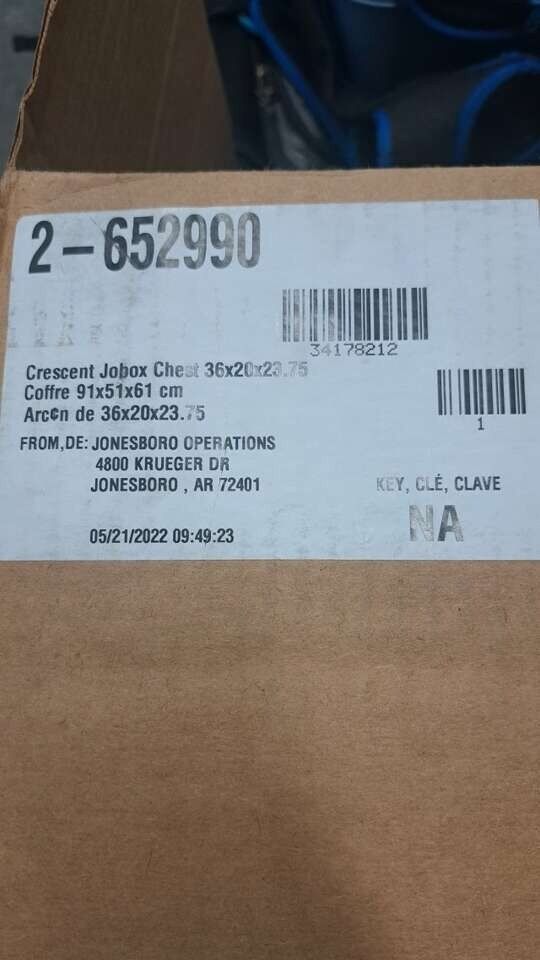 2-652990
34178212
Crescent Jobox Chest 36x20x23.75
Coffre 91x51x61 cm
Arc¢n de 36x20x23.75
1
FROM,DE: JONESBORO OPERATIONS
4800 KRUEGER DR
JONESBORO , AR 72401
KEY, CLÉ, CLAVE
NA
05/21/2022 09:49:23